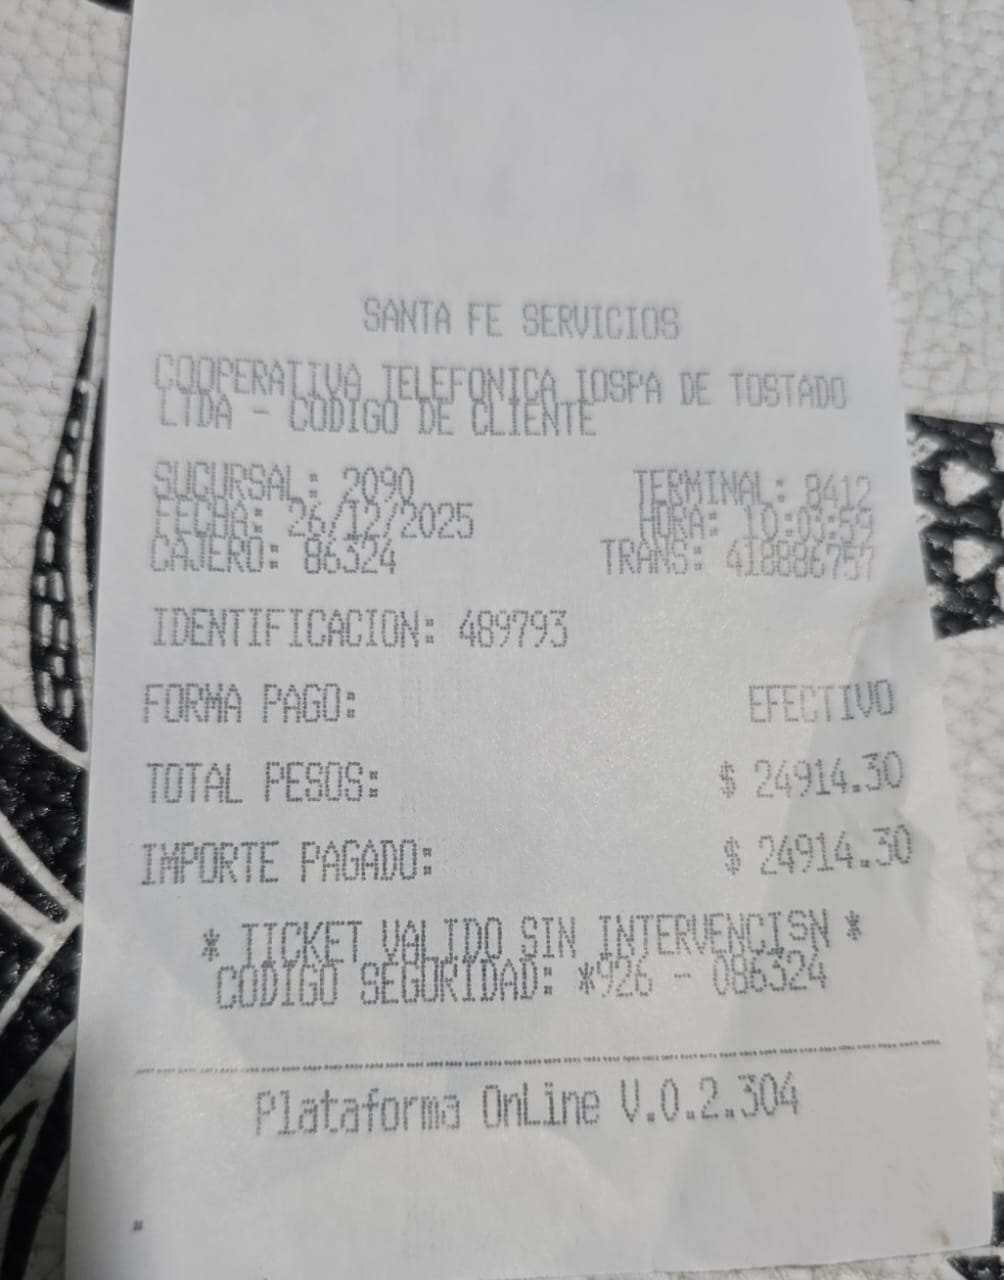 SANTA FE SERVICIOS
COOPERATIVA TELEFONICA IOSPA DE TOSTADO
LTDA - CODIGO DE CLIENTE
SUCURSAL: 2090 TERMINAL: 8412
FECHA: 26/12/2025 HORA: 10:03:59
CAJERO: 86324 TRANS: 418886757
IDENTIFICACION: 489793
FORMA PAGO: EFECTIVO
TOTAL PESOS: $ 24914.30
IMPORTE PAGADO: $ 24914.30
* TICKET VALIDO SIN INTERVENCISN *
CODIGO SEGURIDAD: *926 - 086324
Plataforma OnLine V.0.2.304